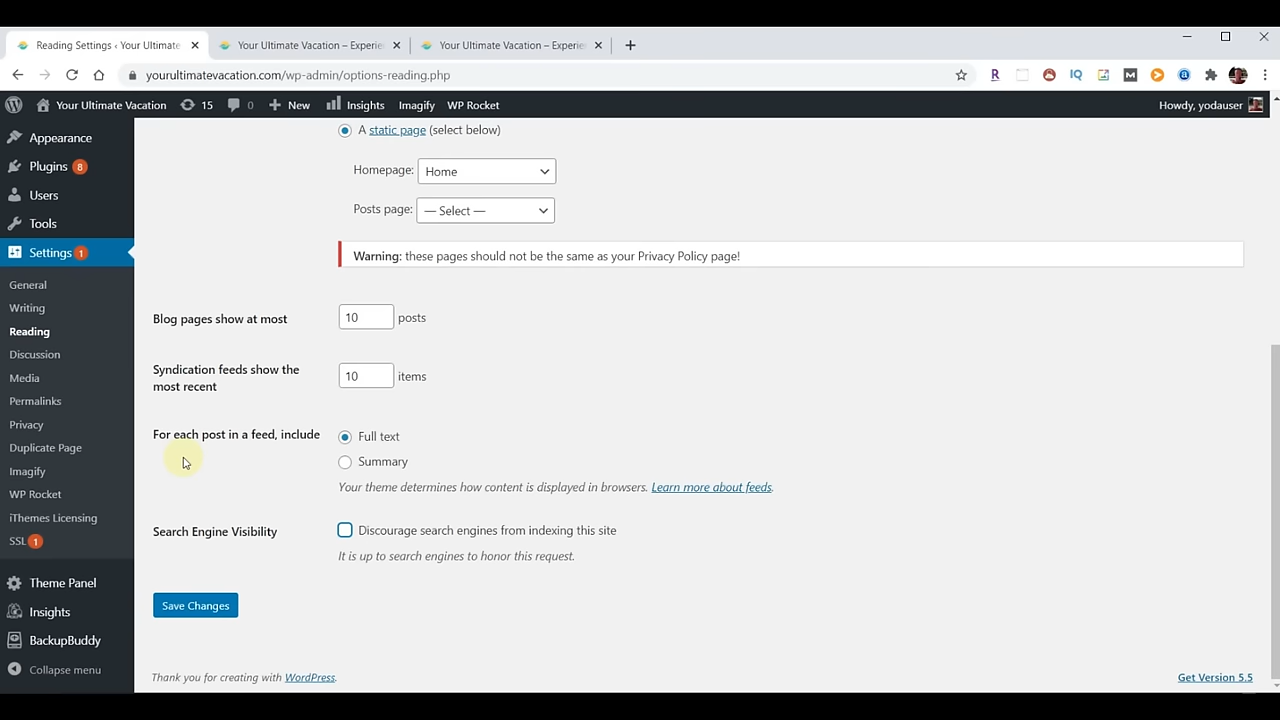 Reading Settings ‹ Your Ultimate
Your Ultimate Vacation – Experie
Your Ultimate Vacation – Experie
yourultimatevacation.com/wp-admin/options-reading.php
Your Ultimate Vacation 15 0 New Insights Imagify WP Rocket Howdy, yodauser
Appearance
Plugins 8
Users
Tools
Settings 1
General
Writing
Reading
Discussion
Media
Permalinks
Privacy
Duplicate Page
Imagify
WP Rocket
iThemes Licensing
SSL 1
Theme Panel
Insights
BackupBuddy
Collapse menu
A static page (select below)
Homepage: Home
Posts page: — Select —
Warning: these pages should not be the same as your Privacy Policy page!
Blog pages show at most 10 posts
Syndication feeds show the
most recent 10 items
For each post in a feed, include Full text
Summary
Your theme determines how content is displayed in browsers. Learn more about feeds.
Search Engine Visibility Discourage search engines from indexing this site
It is up to search engines to honor this request.
Save Changes
Thank you for creating with WordPress. Get Version 5.5